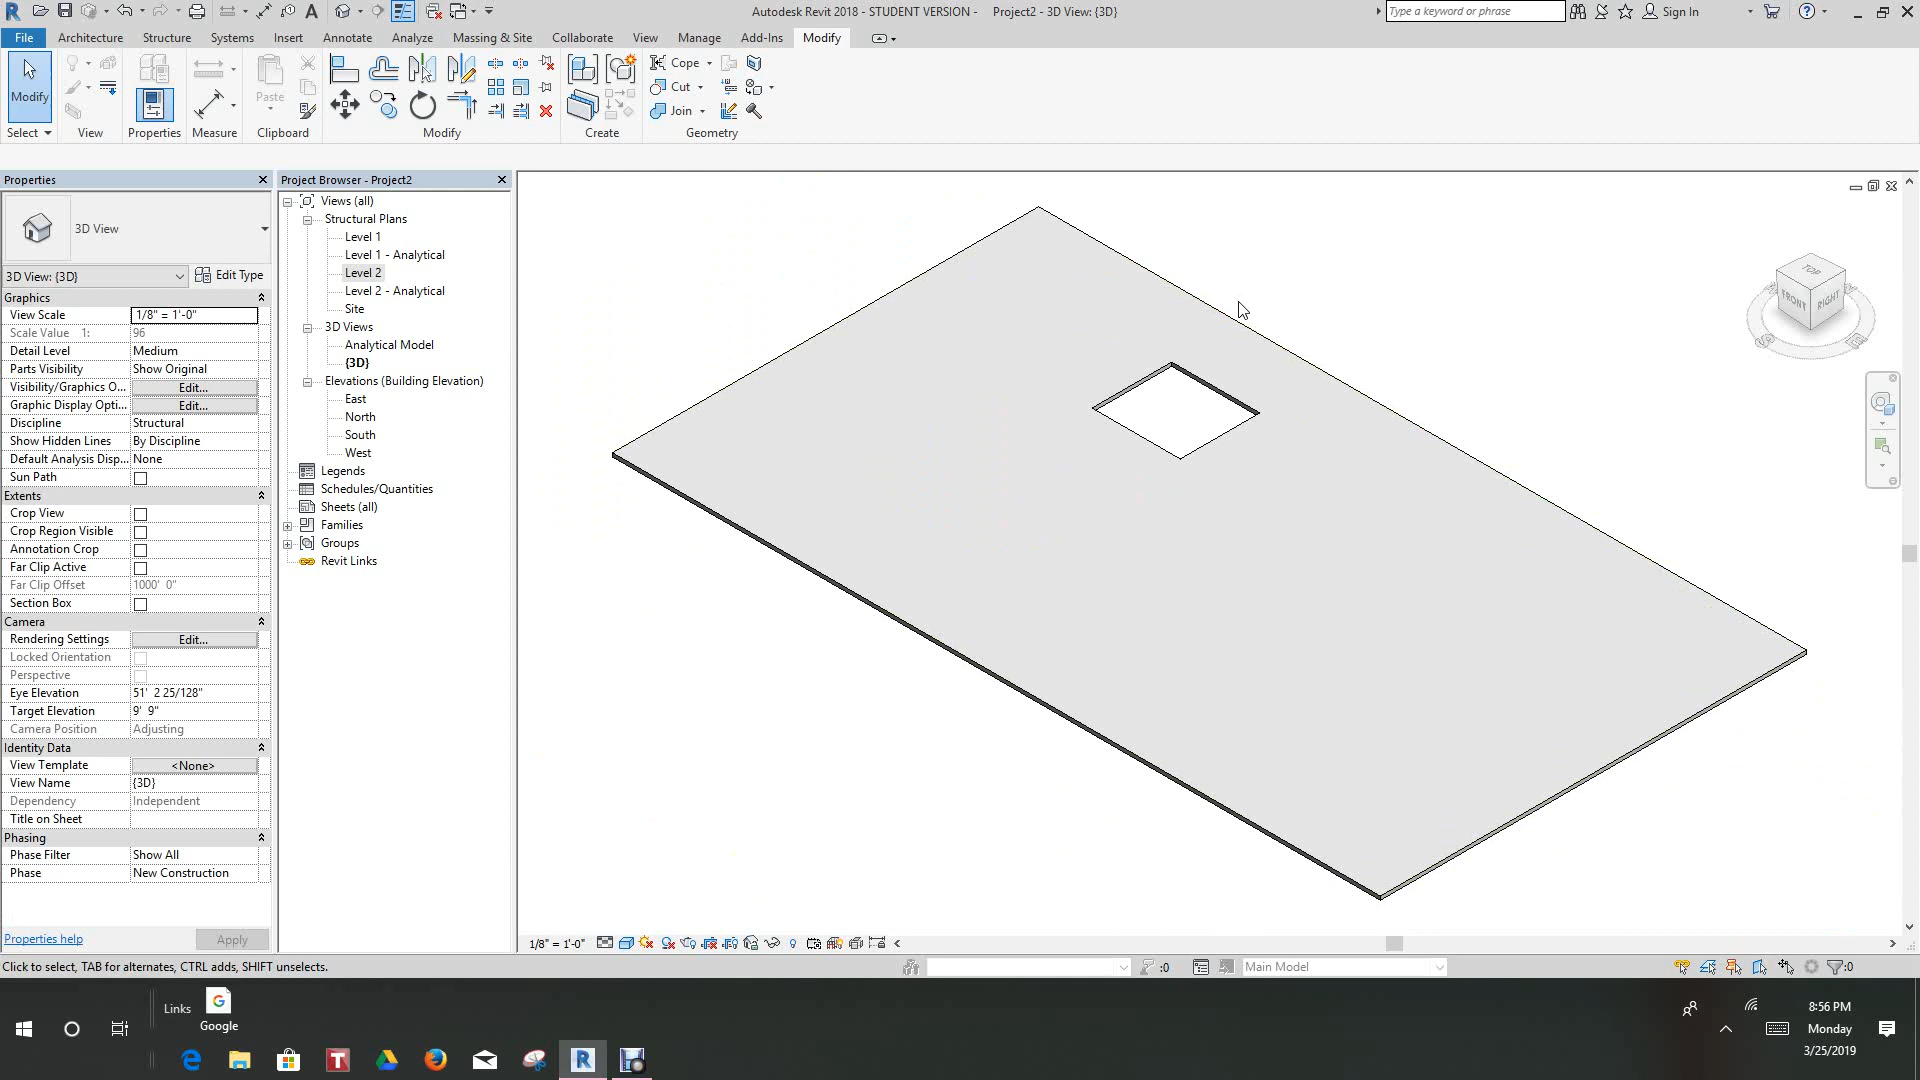 Autodesk Revit 2018 - STUDENT VERSION -    Project2 - 3D View: {3D}
Type a keyword or phrase
Sign In
File Architecture Structure Systems Insert Annotate Analyze Massing & Site Collaborate View Manage Add-Ins Modify
Modify
Paste
Cope
Cut
Join
Select View Properties Measure Clipboard Modify Create Geometry
Properties
3D View
3D View: {3D} Edit Type
Graphics
View Scale 1/8" = 1'-0"
Scale Value 1: 96
Detail Level Medium
Parts Visibility Show Original
Visibility/Graphics O... Edit...
Graphic Display Opti... Edit...
Discipline Structural
Show Hidden Lines By Discipline
Default Analysis Disp... None
Sun Path
Extents
Crop View
Crop Region Visible
Annotation Crop
Far Clip Active
Far Clip Offset 1000' 0"
Section Box
Camera
Rendering Settings Edit...
Locked Orientation
Perspective
Eye Elevation 51' 2 25/128"
Target Elevation 9' 9"
Camera Position Adjusting
Identity Data
View Template <None>
View Name {3D}
Dependency Independent
Title on Sheet
Phasing
Phase Filter Show All
Phase New Construction
Properties help Apply
Project Browser - Project2
Views (all)
Structural Plans
Level 1
Level 1 - Analytical
Level 2
Level 2 - Analytical
Site
3D Views
Analytical Model
{3D}
Elevations (Building Elevation)
East
North
South
West
Legends
Schedules/Quantities
Sheets (all)
Families
Groups
Revit Links
TOP
FRONT RIGHT
1/8" = 1'-0"
Click to select, TAB for alternates, CTRL adds, SHIFT unselects.
:0
Main Model
:0
Links
Google
8:56 PM
Monday
3/25/2019